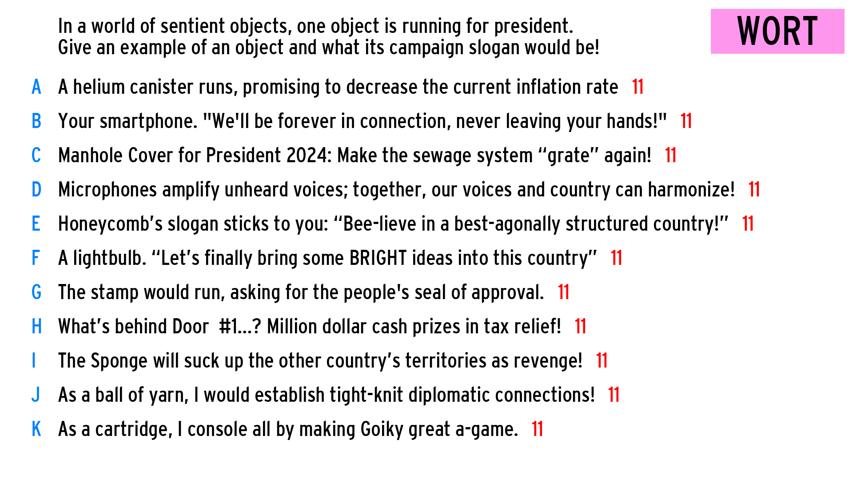 In a world of sentient objects, one object is running for president.
Give an example of an object and what its campaign slogan would be!
WORT
A A helium canister runs, promising to decrease the current inflation rate 11
B Your smartphone. "We'll be forever in connection, never leaving your hands!" 11
C Manhole Cover for President 2024: Make the sewage system “grate” again! 11
D Microphones amplify unheard voices; together, our voices and country can harmonize! 11
E Honeycomb’s slogan sticks to you: “Bee-lieve in a best-agonally structured country!” 11
F A lightbulb. “Let’s finally bring some BRIGHT ideas into this country” 11
G The stamp would run, asking for the people's seal of approval. 11
H What’s behind Door #1...? Million dollar cash prizes in tax relief! 11
I The Sponge will suck up the other country’s territories as revenge! 11
J As a ball of yarn, I would establish tight-knit diplomatic connections! 11
K As a cartridge, I console all by making Goiky great a-game. 11